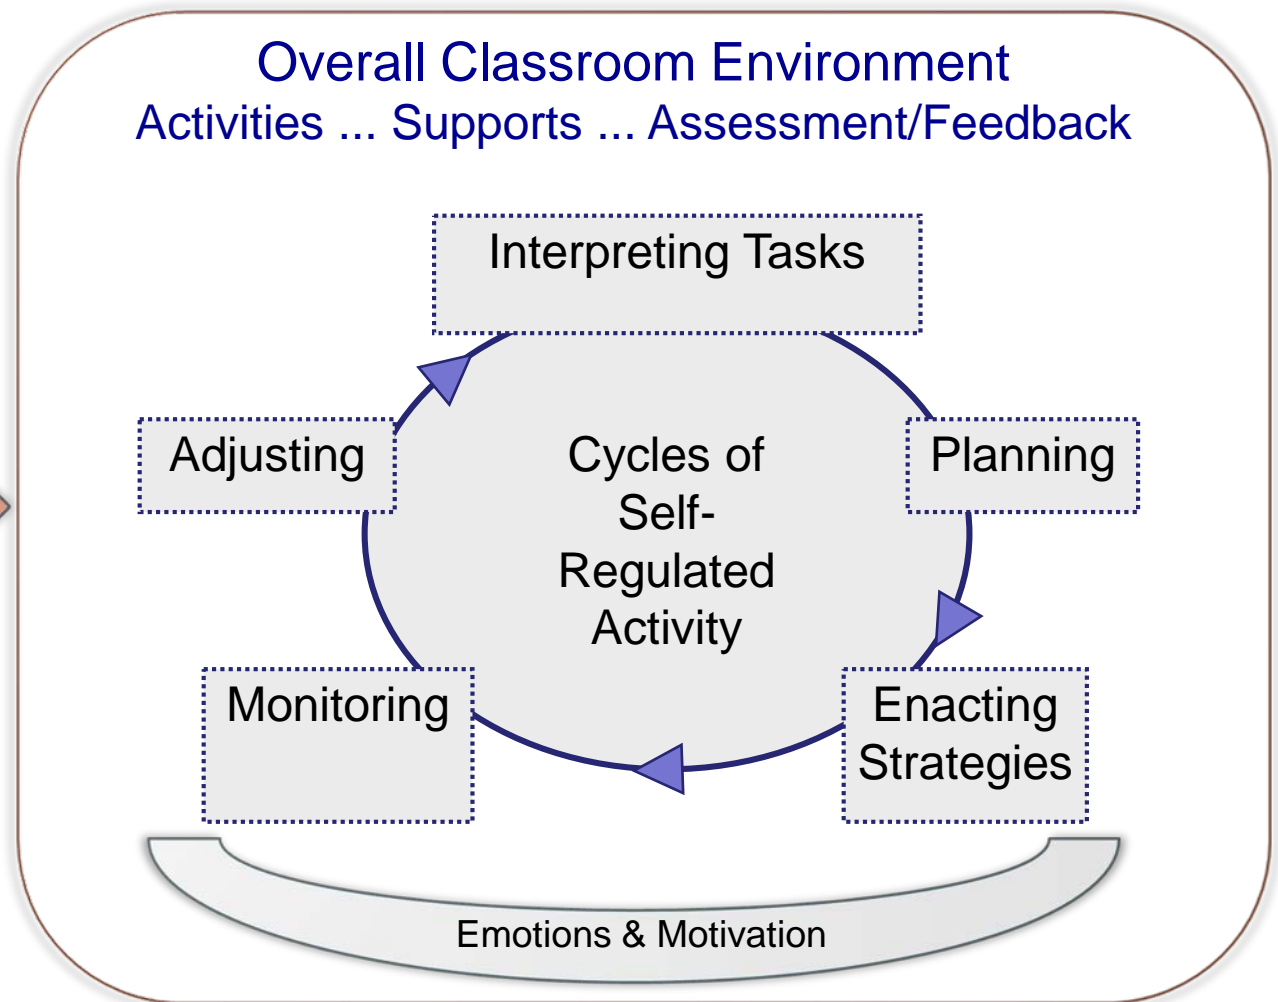 Overall Classroom Environment
Activities ... Supports ... Assessment/Feedback
Interpreting Tasks
Adjusting
Cycles of
Self-
Regulated
Activity
Planning
Monitoring
Enacting
Strategies
Emotions & Motivation